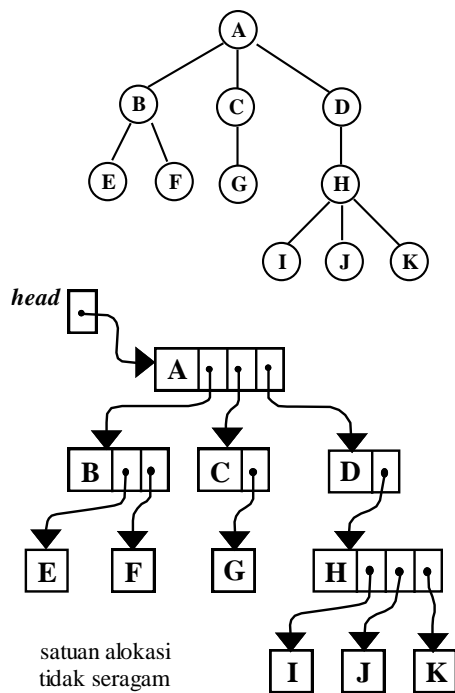 A
B C D
E F G H
I J K
head
A
B C D
E F G H
satuan alokasi
tidak seragam
I J K